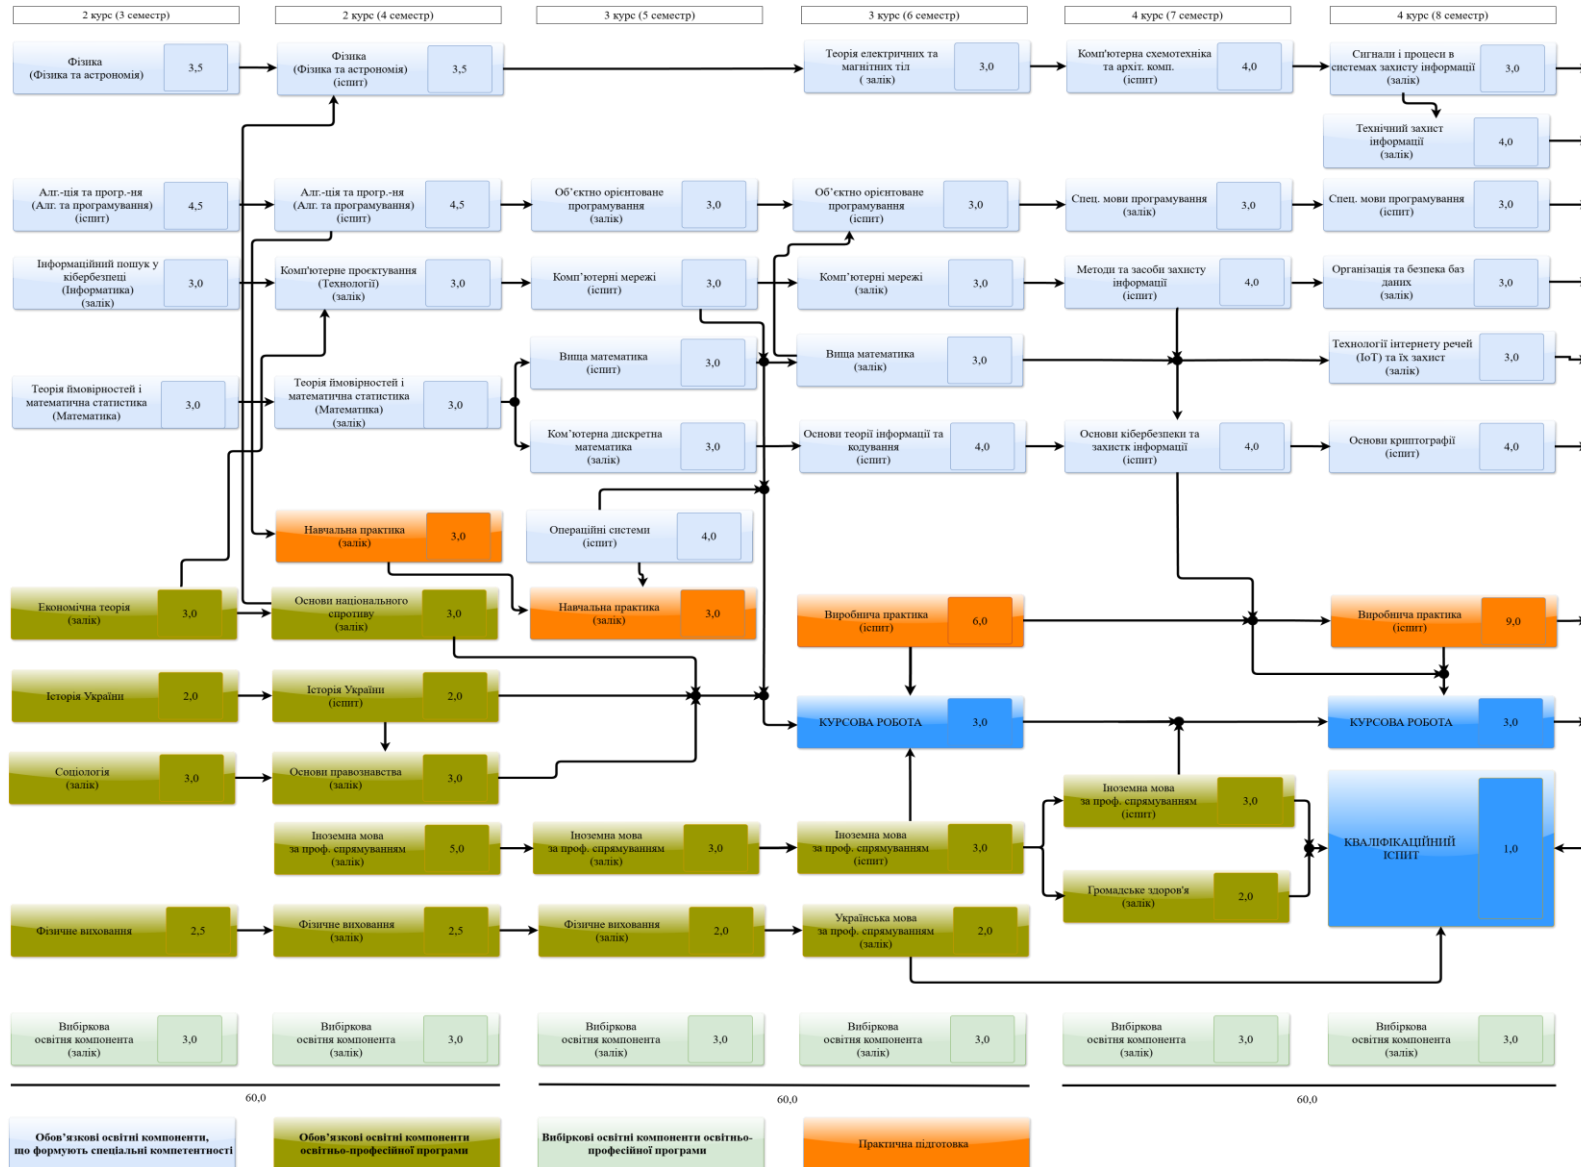 2 курс (3 семестр)
2 курс (4 семестр)
3 курс (5 семестр)
3 курс (6 семестр)
4 курс (7 семестр)
4 курс (8 семестр)
Фізика
(Фізика та астрономія)
3,5
Фізика
(Фізика та астрономія)
(іспит)
3,5
Теорія електричних та
магнітних тіл
( залік)
3,0
Комп'ютерна схемотехніка
та архіт. комп.
(іспит)
4,0
Сигнали і процеси в
системах захисту інформації
(залік)
3,0
Технічний захист
інформації
(залік)
4,0
Алг.-ція та прогр.-ня
(Алг. та програмування)
(іспит)
4,5
Алг.-ція та прогр.-ня
(Алг. та програмування)
(іспит)
4,5
Об’єктно орієнтоване
програмування
(залік)
3,0
Об’єктно орієнтоване
програмування
(іспит)
3,0
Спец. мови програмування
(залік)
3,0
Спец. мови програмування
(іспит)
3,0
Інформаційний пошук у
кібербезпеці
(Інформатика)
(залік)
3,0
Комп'ютерне проєктування
(Технології)
(залік)
3,0
Комп’ютерні мережі
(іспит)
3,0
Комп’ютерні мережі
(залік)
3,0
Методи та засоби захисту
інформації
(іспит)
4,0
Організація та безпека баз
даних
(залік)
3,0
Вища математика
(іспит)
3,0
Вища математика
(залік)
3,0
Технології інтернету речей
(IoT) та їх захист
(залік)
3,0
Теорія ймовірностей і
математична статистика
(Математика)
3,0
Теорія ймовірностей і
математична статистика
(Математика)
(залік)
3,0
Ком’ютерна дискретна
математика
(залік)
3,0
Основи теорії інформації та
кодування
(іспит)
4,0
Основи кібербезпеки та
захистк інформації
(іспит)
4,0
Основи криптографії
(іспит)
4,0
Навчальна практика
(залік)
3,0
Операційні системи
(іспит)
4,0
Економічна теорія
(залік)
3,0
Основи національного
спротиву
(залік)
3,0
Навчальна практика
(залік)
3,0
Виробнича практика
(іспит)
6,0
Виробнича практика
(іспит)
9,0
Історія України
2,0
Історія України
(іспит)
2,0
КУРСОВА РОБОТА
3,0
КУРСОВА РОБОТА
3,0
Соціологія
(залік)
3,0
Основи правознавства
(залік)
3,0
Іноземна мова
за проф. спрямуванням
(іспит)
3,0
Іноземна мова
за проф. спрямуванням
(залік)
5,0
Іноземна мова
за проф. спрямуванням
(залік)
3,0
Іноземна мова
за проф. спрямуванням
(іспит)
3,0
КВАЛІФІКАЦІЙНИЙ
ІСПИТ
1,0
Громадське здоров'я
(залік)
2,0
Фізичне виховання
2,5
Фізичне виховання
(залік)
2,5
Фізичне виховання
(залік)
2,0
Українська мова
за проф. спрямуванням
(залік)
2,0
Вибіркова
освітня компонента
(залік)
3,0
Вибіркова
освітня компонента
(залік)
3,0
Вибіркова
освітня компонента
(залік)
3,0
Вибіркова
освітня компонента
(залік)
3,0
Вибіркова
освітня компонента
(залік)
3,0
Вибіркова
освітня компонента
(залік)
3,0
60,0
60,0
60,0
Обов’язкові освітні компоненти,
що формують спеціальні компетентності
Обов’язкові освітні компоненти
освітньо-професійної програми
Вибіркові освітні компоненти освітньо-
професійної програми
Практична підготовка